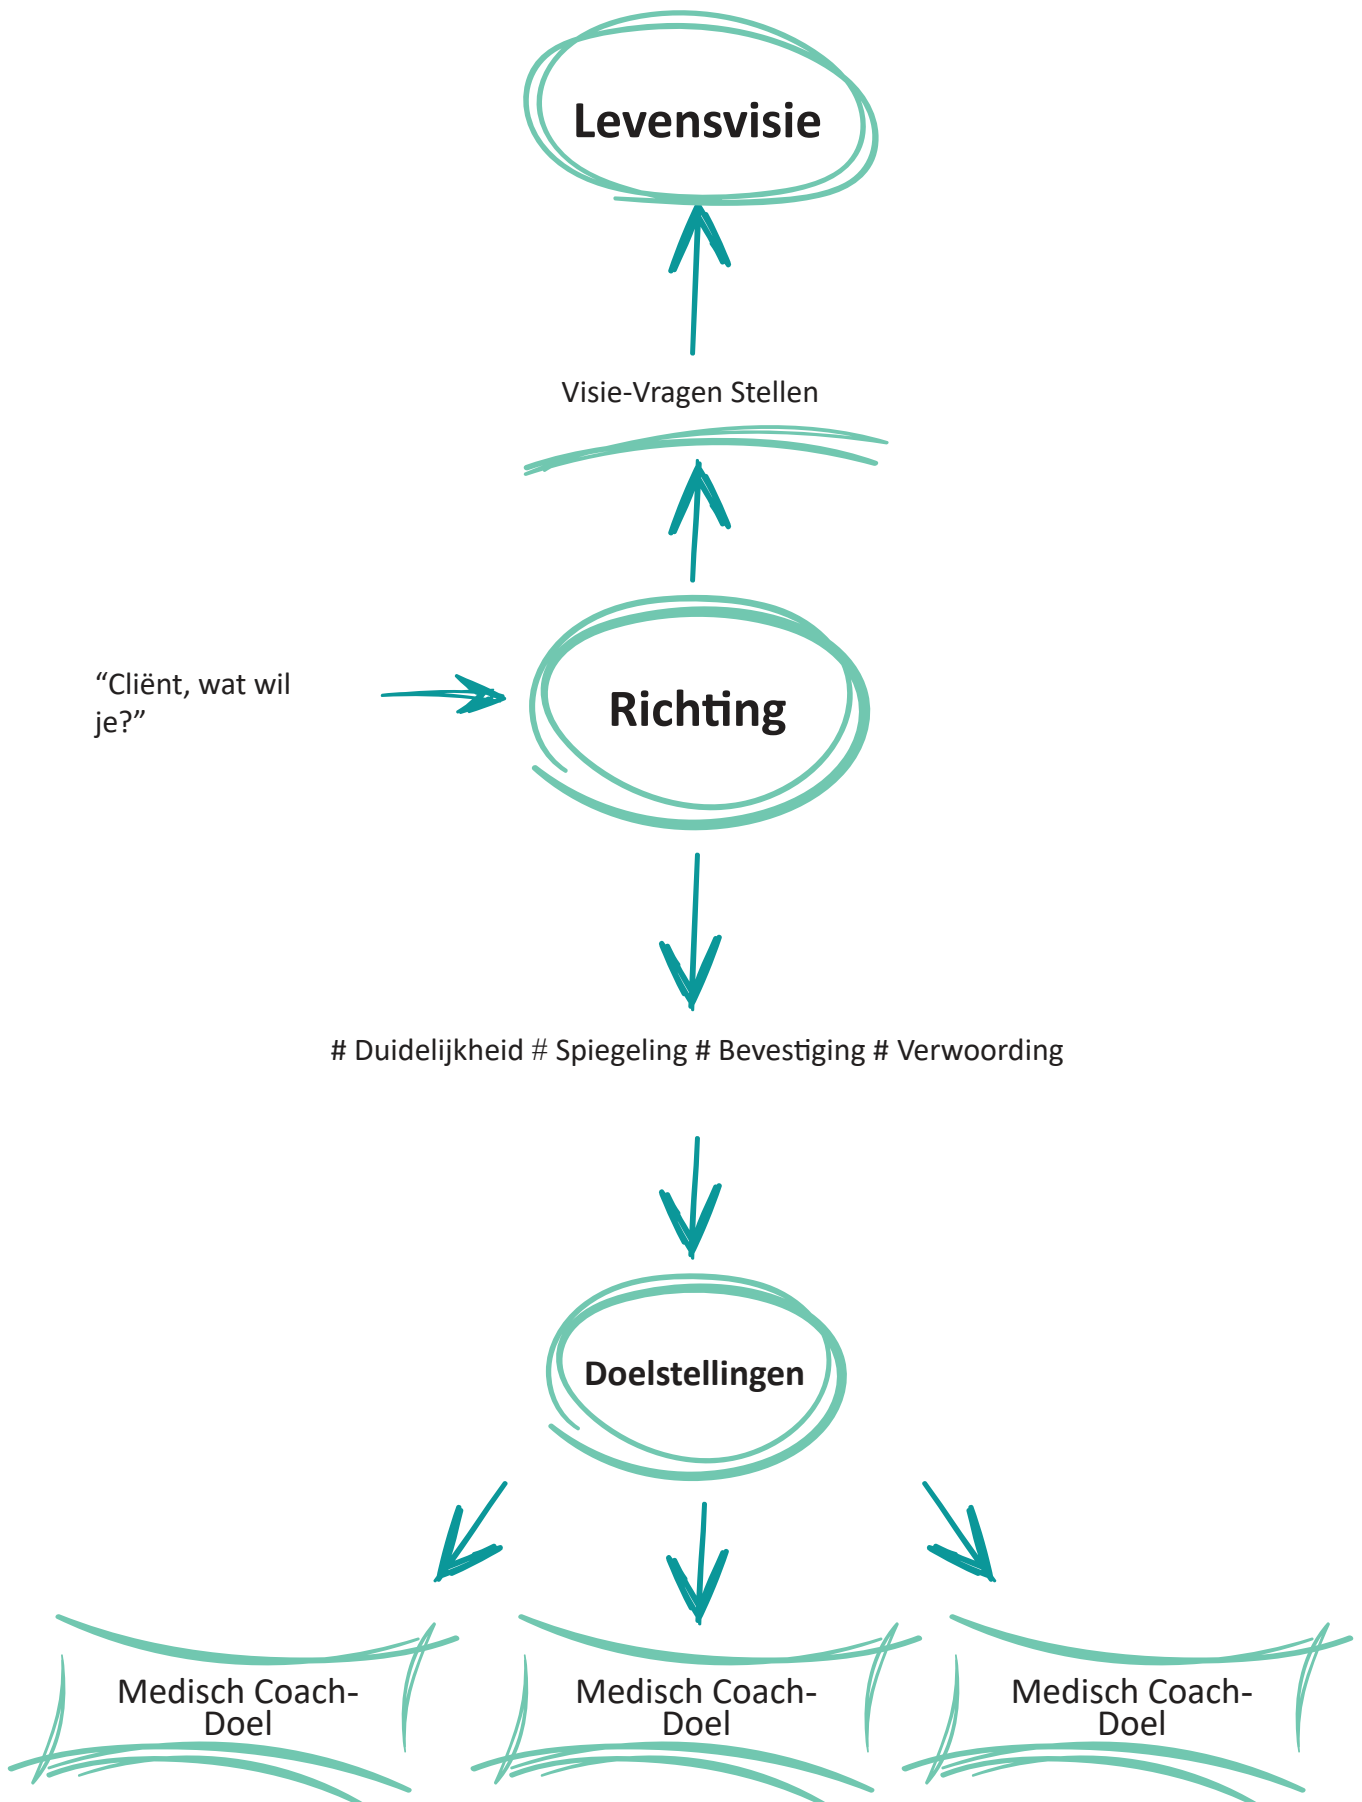 Levensvisie
Visie-Vragen Stellen
“Cliënt, wat wil
je?”
Richting
# Duidelijkheid # Spiegeling # Bevestiging # Verwoording
Doelstellingen
Medisch Coach-
Doel
Medisch Coach-
Doel
Medisch Coach-
Doel